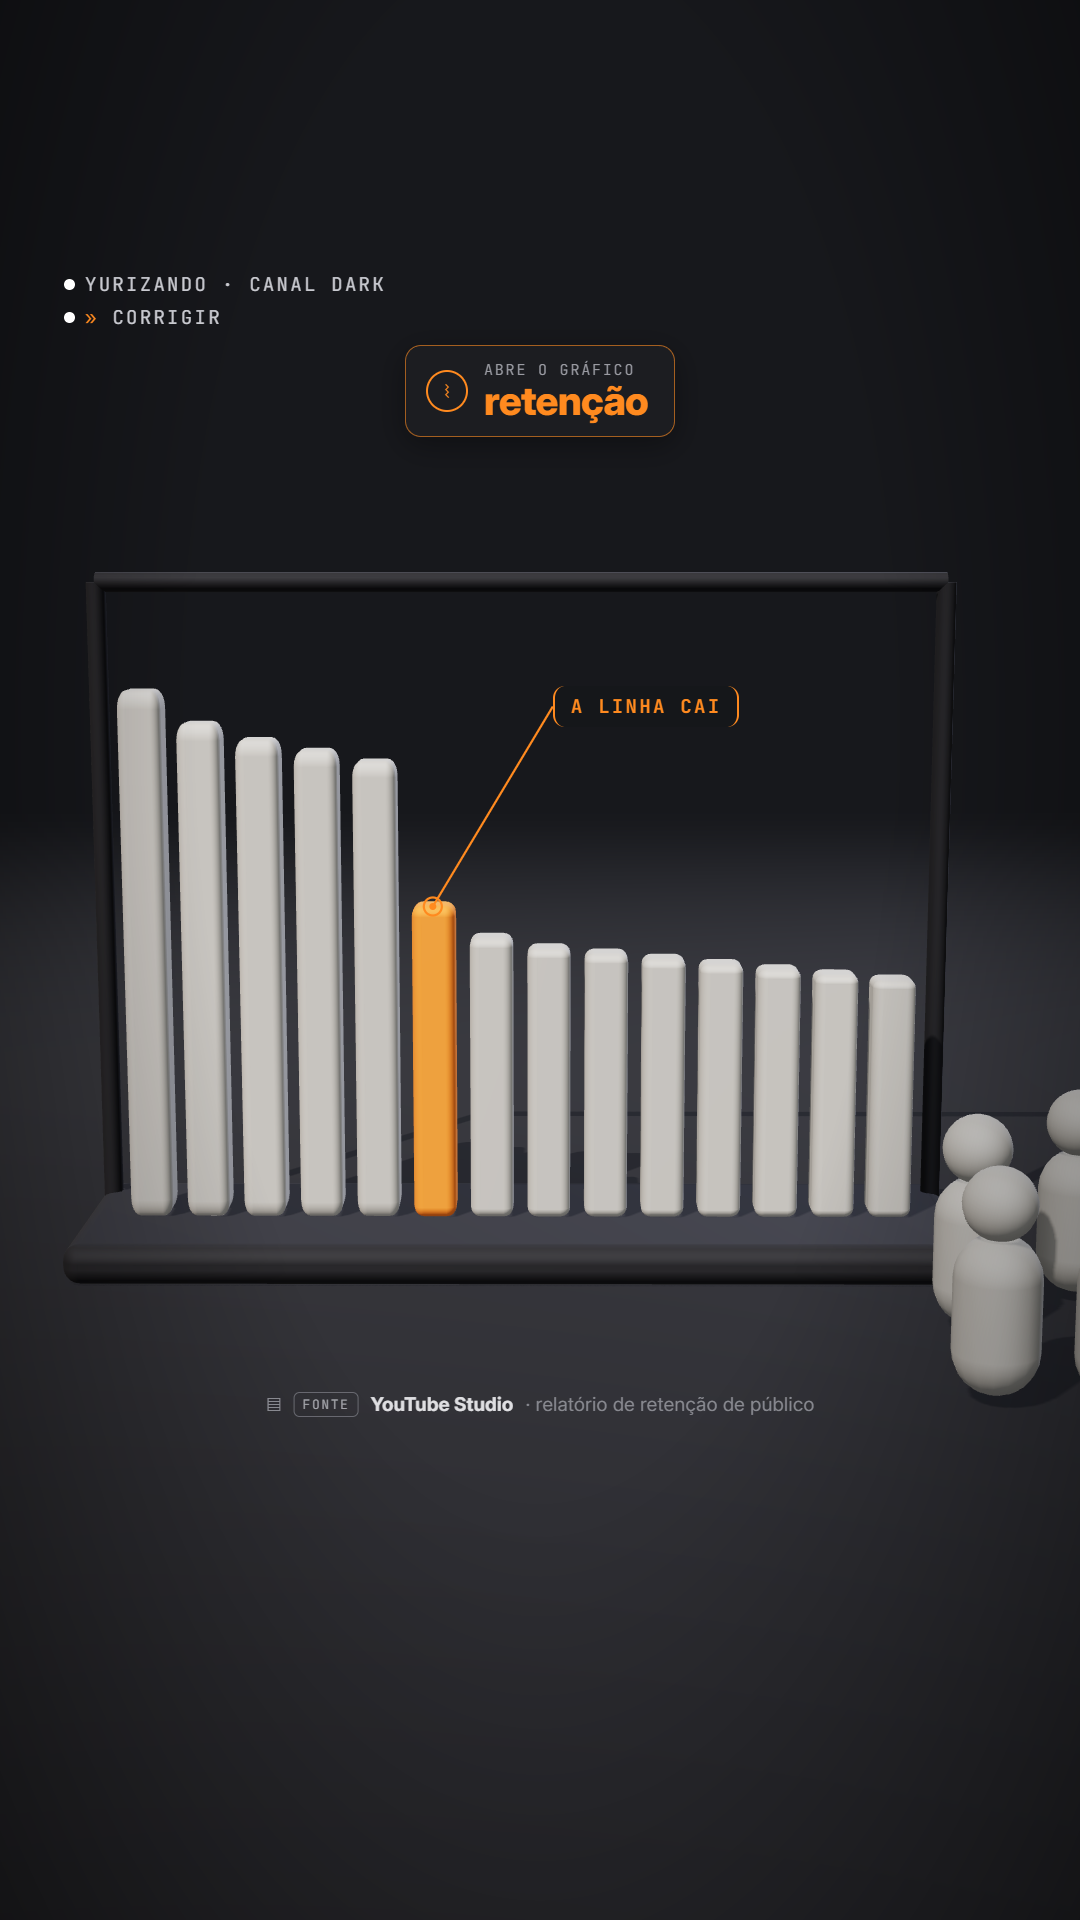 YURIZANDO · CANAL DARK
» CORRIGIR
ABRE O GRÁFICO
retenção
A LINHA CAI
FONTE YouTube Studio · relatório de retenção de público